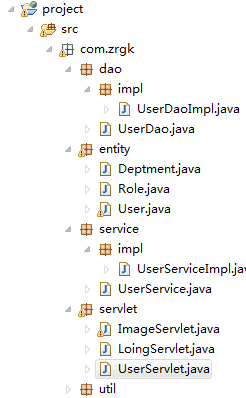 project
src
com.zrgk
dao
impl
UserDaoImpl.java
UserDao.java
entity
Deptment.java
Role.java
User.java
service
impl
UserServiceImpl.jav
UserService.java
servlet
ImageServlet.java
LoingServlet.java
UserServlet.java
util